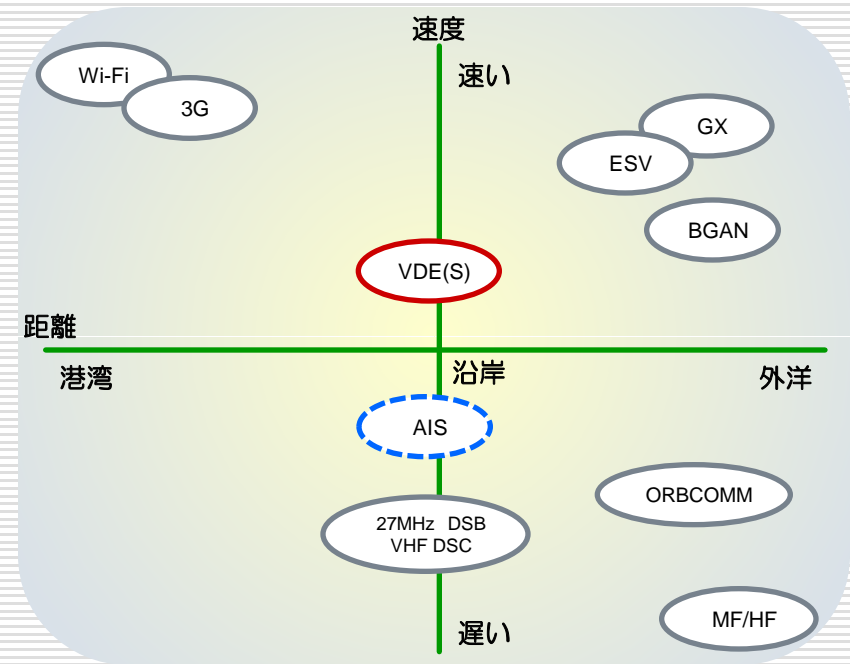 速度
速い
Wi-Fi
3G
GX
ESV
BGAN
VDE(S)
距離
港湾
沿岸
外洋
AIS
ORBCOMM
27MHz DSB
VHF DSC
MF/HF
遅い